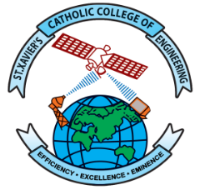 ST.XAVIER'S CATHOLIC COLLEGE OF ENGINEERING
EFFICIENCY • EXCELLENCE • EMINENCE